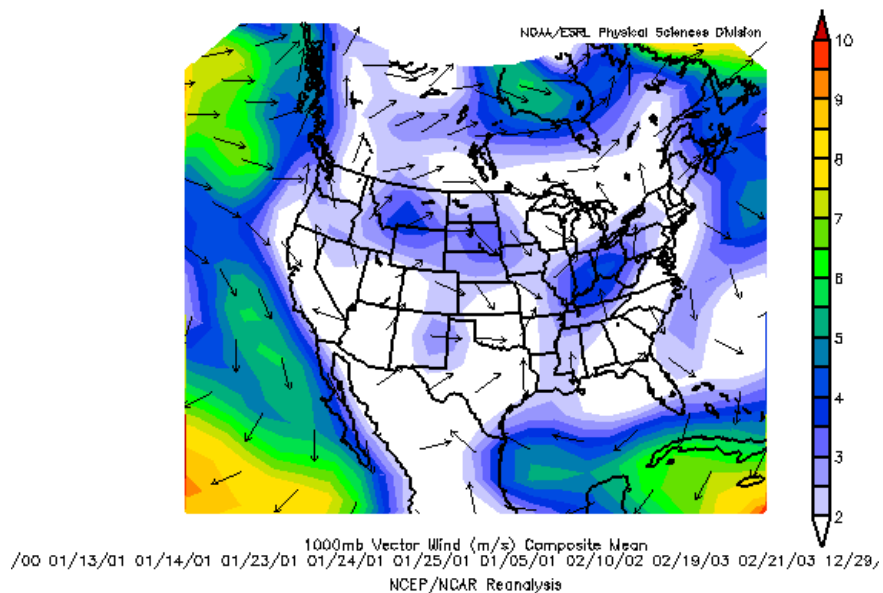 NOAA/ESRL Physical Sciences Division
10
9
8
7
6
5
4
3
2
1000mb Vector Wind (m/s) Composite Mean
/00 01/13/01 01/14/01 01/23/01 01/24/01 01/25/01 01/05/01 02/10/02 02/19/03 02/21/03 12/29/
NCEP/NCAR Reanalysis